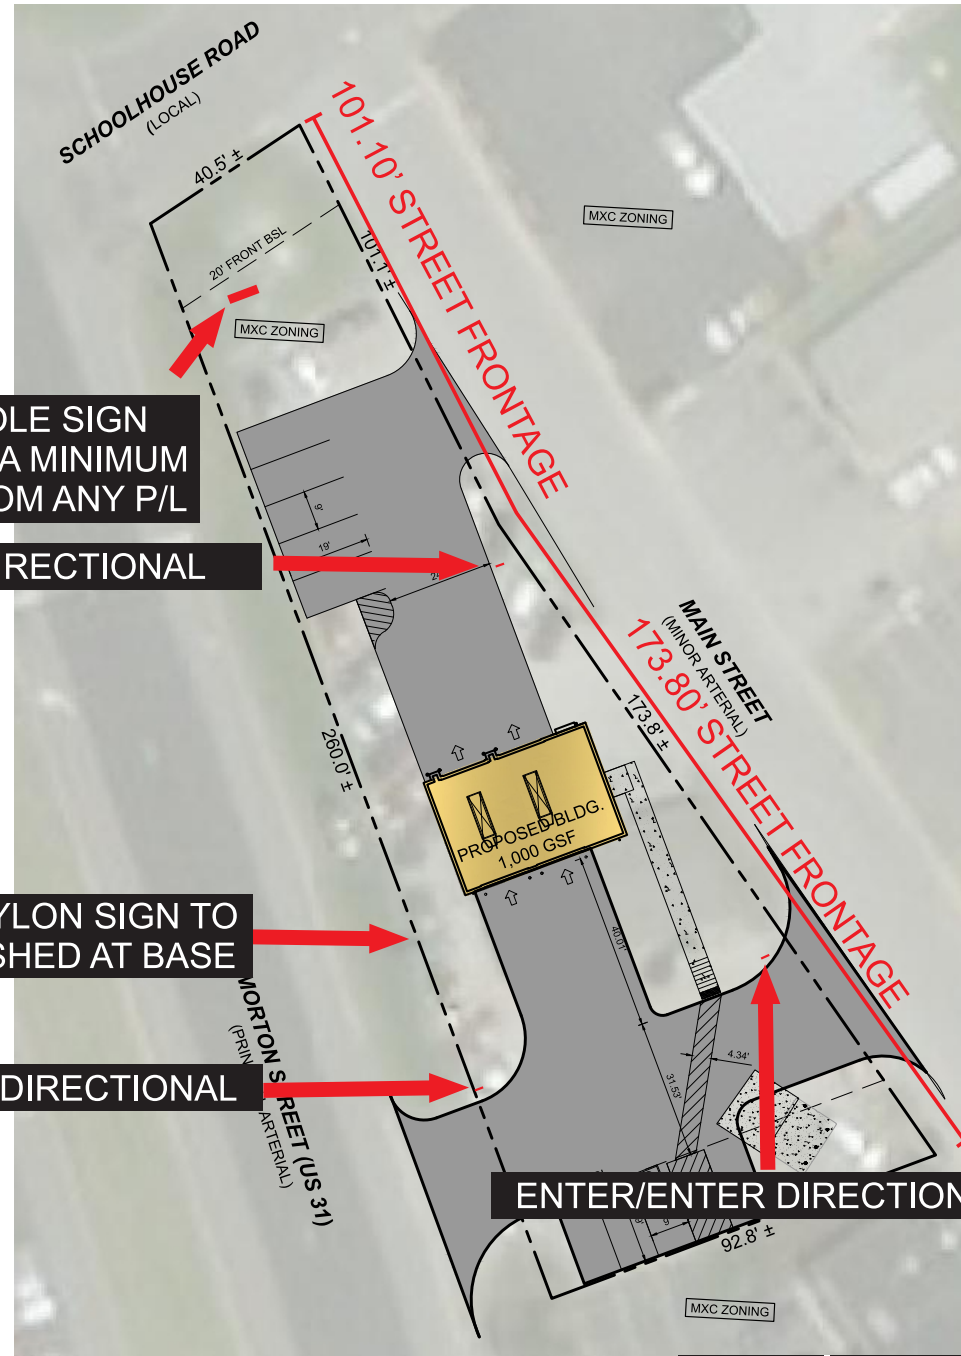 SCHOOLHOUSE ROAD
(LOCAL)
40.5' ±
101.10' STREET FRONTAGE
20' FRONT BSL
101.1' ±
MXC ZONING
MXC ZONING
OLE SIGN
A MINIMUM
OM ANY P/L
9'
19'
RECTIONAL
MAIN STREET
(MINOR ARTERIAL)
173.80' STREET FRONTAGE
173.8' ±
260.0' ±
PROPOSED BLDG.
1,000 GSF
YLON SIGN TO
SHED AT BASE
40.01'
MORTON STREET (US 31)
ARTERIAL)
4.34'
31.53'
DIRECTIONAL
ENTER/ENTER DIRECTION
9'
92.8' ±
MXC ZONING